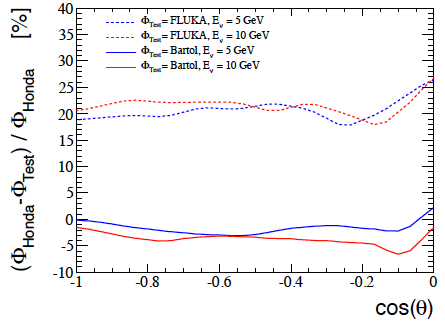 (Φ_Honda-Φ_Test) / Φ_Honda [%]
40
35
30
25
20
15
10
5
0
-5
-10
Φ_Test= FLUKA, E_ν = 5 GeV
Φ_Test= FLUKA, E_ν = 10 GeV
Φ_Test= Bartol, E_ν = 5 GeV
Φ_Test= Bartol, E_ν = 10 GeV
-1 -0.8 -0.6 -0.4 -0.2 0
cos(θ)